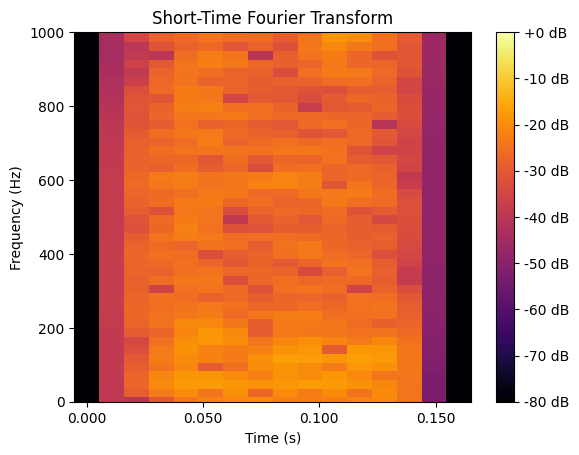 Short-Time Fourier Transform
Frequency (Hz)
1000
800
600
400
200
0
0.000
0.050
0.100
0.150
Time (s)
+0 dB
-10 dB
-20 dB
-30 dB
-40 dB
-50 dB
-60 dB
-70 dB
-80 dB